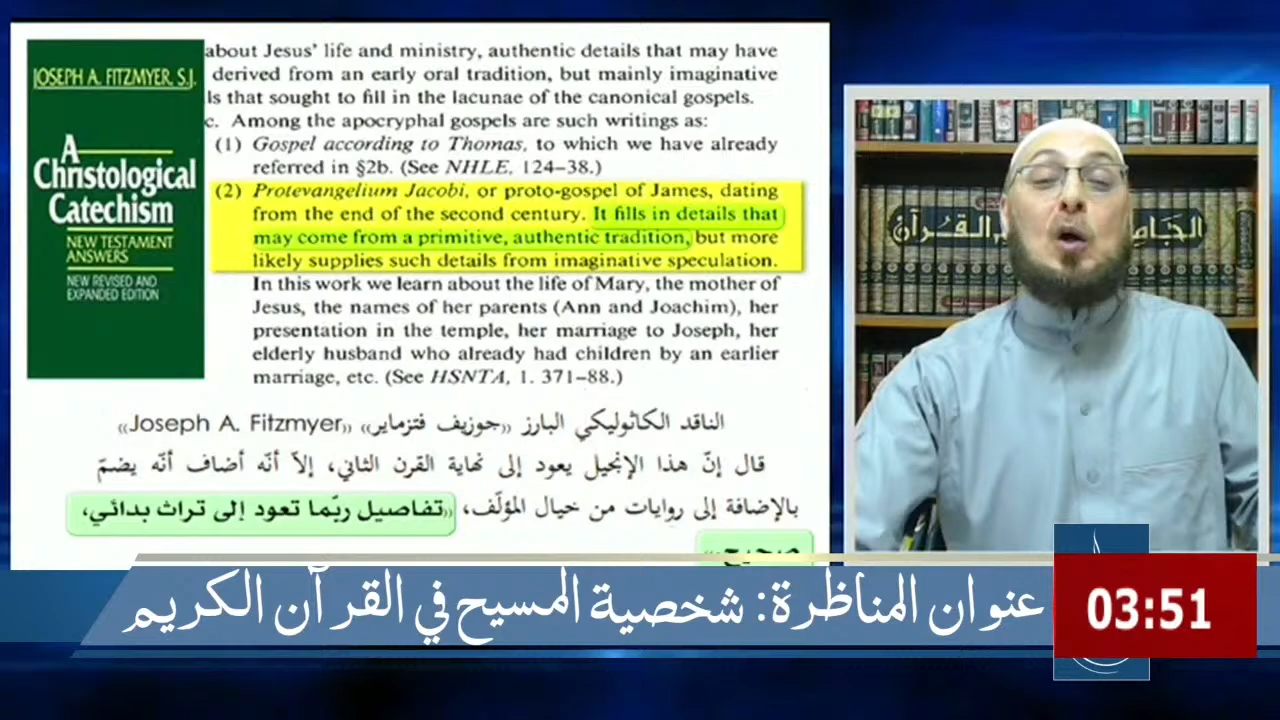 JOSEPH A. FITZMYER, S.J.
A
Christological
Catechism
NEW TESTAMENT
ANSWERS
NEW REVISED AND
EXPANDED EDITION
about Jesus' life and ministry, authentic details that may have
derived from an early oral tradition, but mainly imaginative
ls that sought to fill in the lacunae of the canonical gospels.
c. Among the apocryphal gospels are such writings as:
(1) Gospel according to Thomas, to which we have already
referred in §2b. (See NHLE, 124–38.)
(2) Protevangelium Jacobi, or proto-gospel of James, dating
from the end of the second century. It fills in details that
may come from a primitive, authentic tradition, but more
likely supplies such details from imaginative speculation.
In this work we learn about the life of Mary, the mother of
Jesus, the names of her parents (Ann and Joachim), her
presentation in the temple, her marriage to Joseph, her
elderly husband who already had children by an earlier
marriage, etc. (See HSNTA, 1. 371–88.)
الناقد الكاثوليكي البارز «جوزيف فتزماير» «Joseph A. Fitzmyer»
قال إنّ هذا الإنجيل يعود إلى نهاية القرن الثاني، إلاّ أنّه أضاف أنّه يضمّ
بالإضافة إلى روايات من خيال المؤلّف، «تفاصيل ربّما تعود إلى تراث بدائي،
صحيح»
عنوان المناظرة: شخصية المسيح في القرآن الكريم
03:51